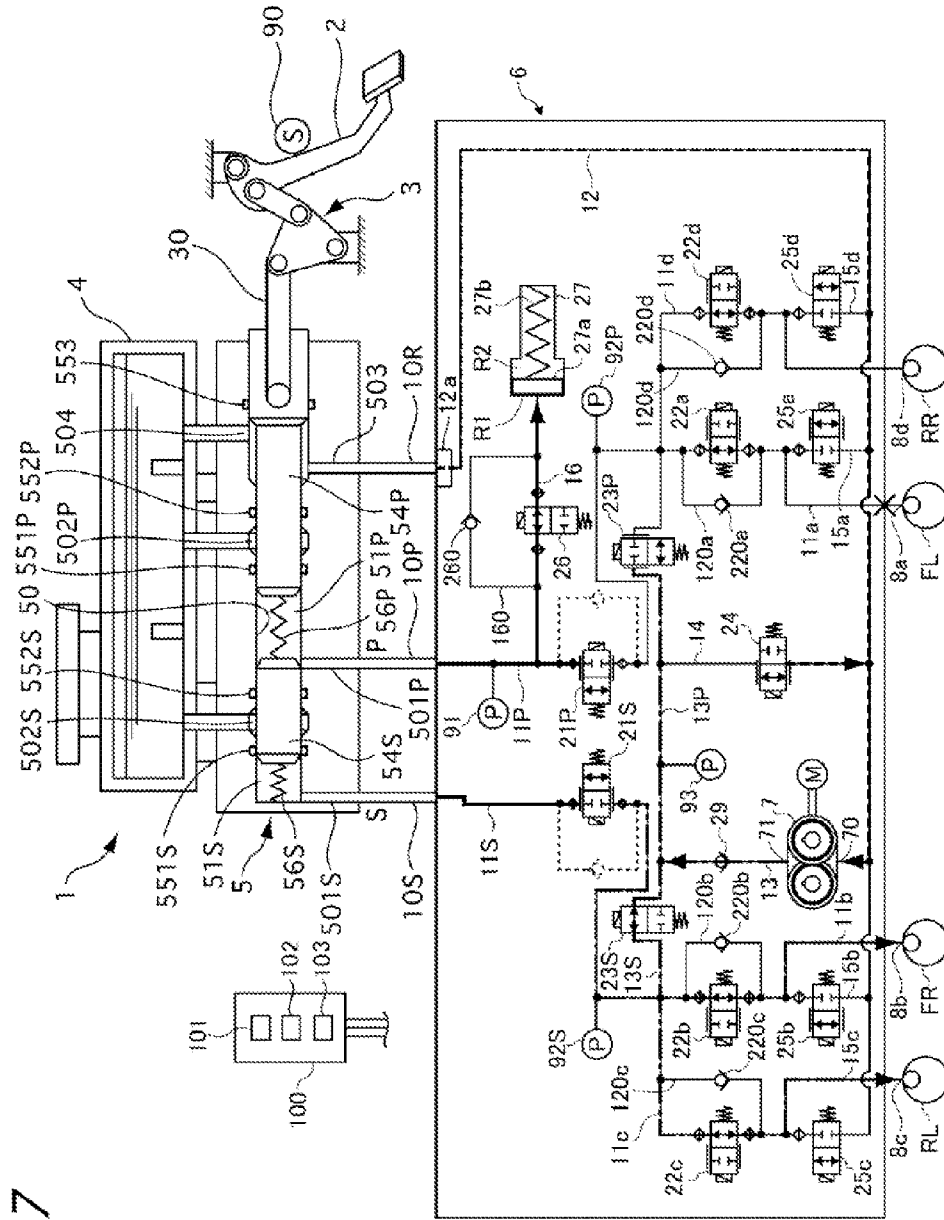 7
1
4
553
504
552P
502P
551P
50
552S
502S
551S
51S
5
56S
501S
10S
S
54S
501P
P
56P
51P
10P
54P
503
10R
12a
30
3
2
90
S
6
101
102
103
100
12
11S
91
P
11P
160
260
26
16
R1
R2
27a
27b
27
21P
21S
92P
P
23P
13P
14
24
93
P
29
13
71
7
M
70
23S
13S
92S
P
120a
220a
22a
25a
11a
15a
8a
FL
120d
220d
11d
22d
25d
15d
8d
RR
120b
220b
22b
25b
11b
15b
8b
FR
120c
220c
11c
22c
25c
15c
8c
RL